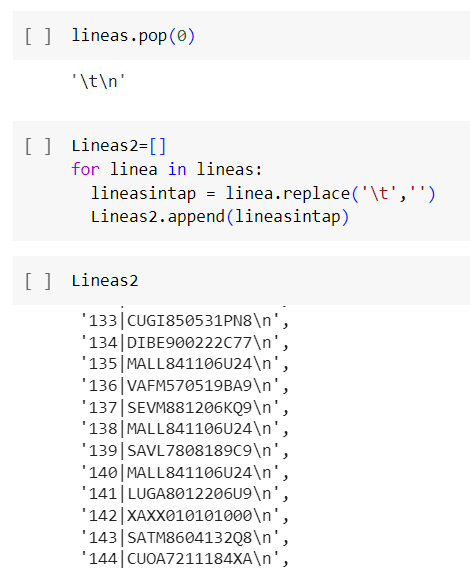 [ ] lineas.pop(0)
'\t\n'
[ ] Lineas2=[]
for linea in lineas:
  lineasintap = linea.replace('\t','')
  Lineas2.append(lineasintap)
[ ] Lineas2
'133|CUGI850531PN8\n',
'134|DIBE900222C77\n',
'135|MALL841106U24\n',
'136|VAFM570519BA9\n',
'137|SEVM881206KQ9\n',
'138|MALL841106U24\n',
'139|SAVL7808189C9\n',
'140|MALL841106U24\n',
'141|LUGA8012206U9\n',
'142|XAXX010101000\n',
'143|SATM8604132Q8\n',
'144|CUOA7211184XA\n',